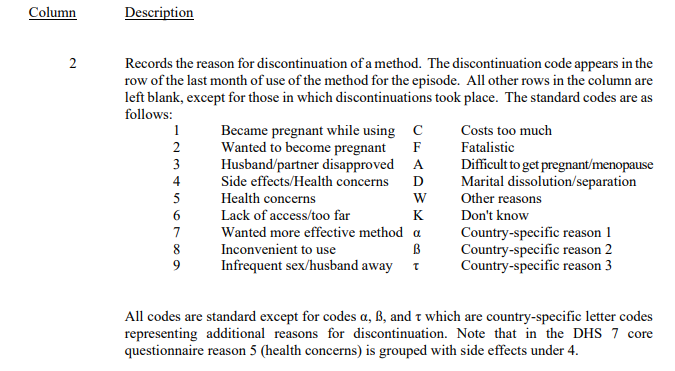 Column Description
2 Records the reason for discontinuation of a method. The discontinuation code appears in the
row of the last month of use of the method for the episode. All other rows in the column are
left blank, except for those in which discontinuations took place. The standard codes are as
follows:
1 Became pregnant while using C Costs too much
2 Wanted to become pregnant F Fatalistic
3 Husband/partner disapproved A Difficult to get pregnant/menopause
4 Side effects/Health concerns D Marital dissolution/separation
5 Health concerns W Other reasons
6 Lack of access/too far K Don't know
7 Wanted more effective method α Country-specific reason 1
8 Inconvenient to use ß Country-specific reason 2
9 Infrequent sex/husband away τ Country-specific reason 3
All codes are standard except for codes α, ß, and τ which are country-specific letter codes
representing additional reasons for discontinuation. Note that in the DHS 7 core
questionnaire reason 5 (health concerns) is grouped with side effects under 4.